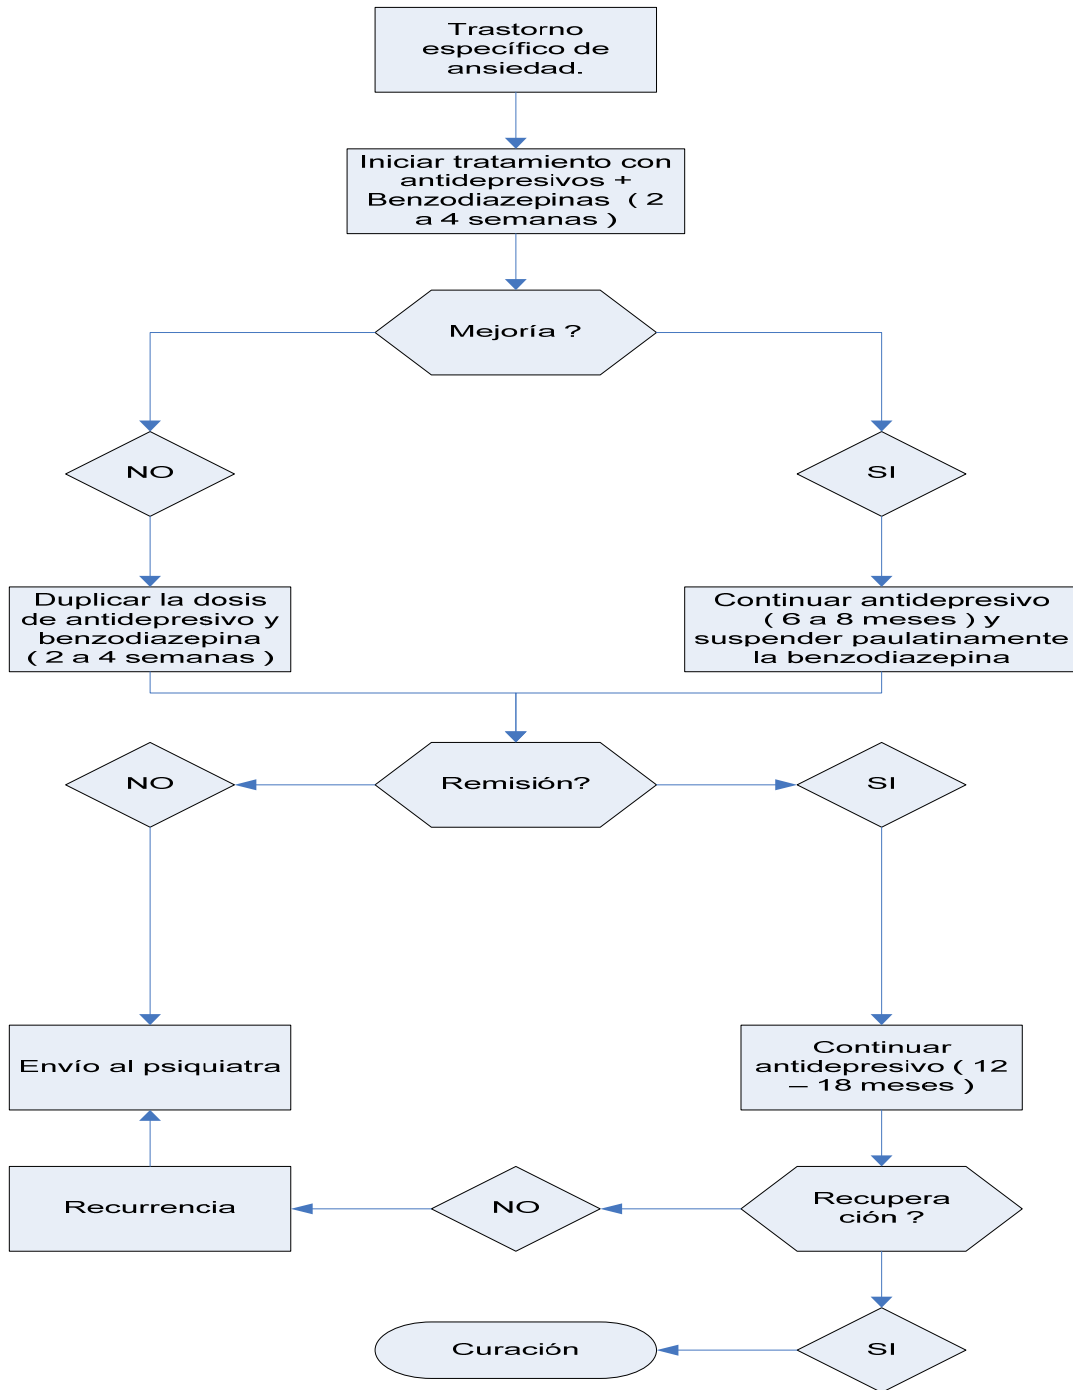 Trastorno
específico de
ansiedad.
Iniciar tratamiento con
antidepresivos +
Benzodiazepinas ( 2
a 4 semanas )
Mejoría ?
NO
SI
Duplicar la dosis
de antidepresivo y
benzodiazepina
( 2 a 4 semanas )
Continuar antidepresivo
( 6 a 8 meses ) y
suspender paulatinamente
la benzodiazepina
NO
Remisión?
SI
Envío al psiquiatra
Continuar
antidepresivo ( 12
– 18 meses )
Recurrencia
NO
Recupera
ción ?
Curación
SI